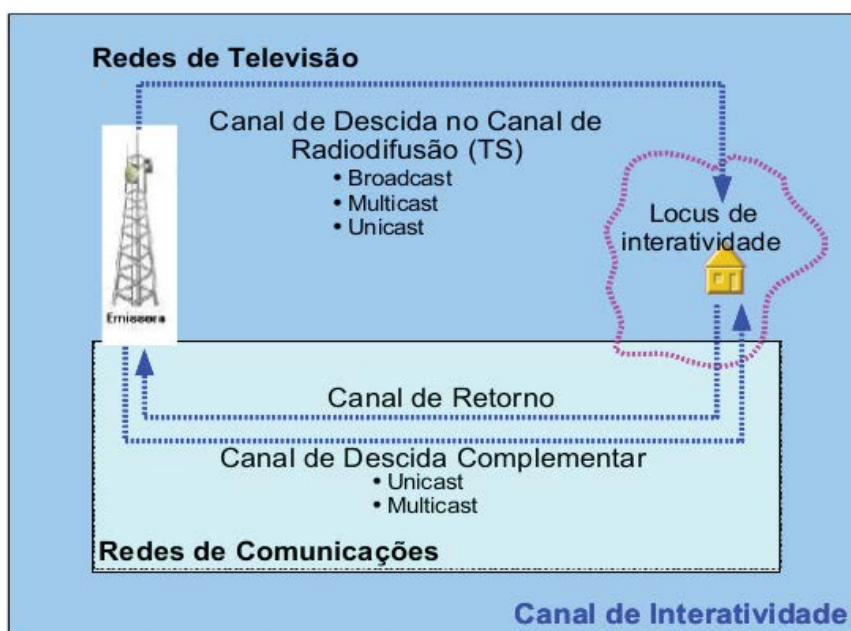 Redes de Televisão
Canal de Descida no Canal de
Radiodifusão (TS)
• Broadcast
• Multicast
• Unicast
Locus de
interatividade
Emissora
Canal de Retorno
Canal de Descida Complementar
• Unicast
• Multicast
Redes de Comunicações
Canal de Interatividade